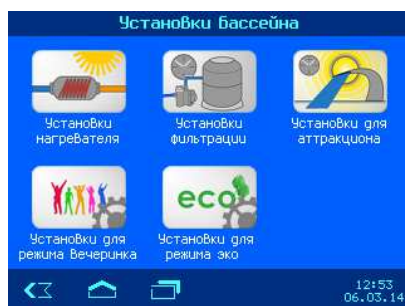 Установки бассейна
Установки
нагревателя
Установки
фильтрации
Установки для
аттракциона
eco
Установки для
режима Вечеринка
Установки для
режима эко
12:53
06.03.14